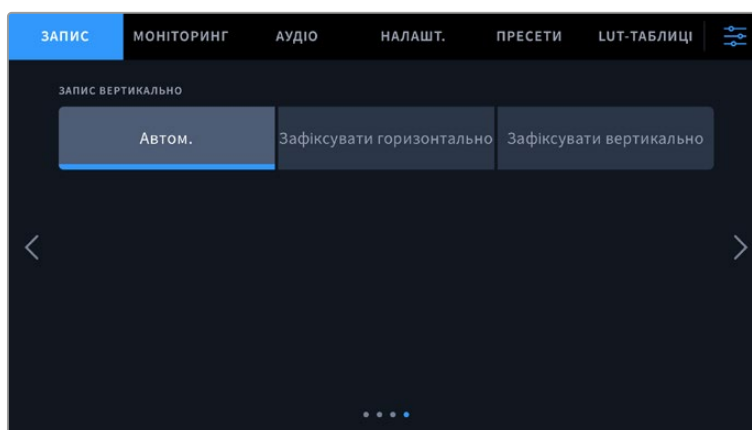 ЗАПИС МОНІТОРИНГ АУДІО НАЛАШТ. ПРЕСЕТИ LUT-ТАБЛИЦІ
ЗАПИС ВЕРТИКАЛЬНО
Автом. Зафіксувати горизонтально Зафіксувати вертикально